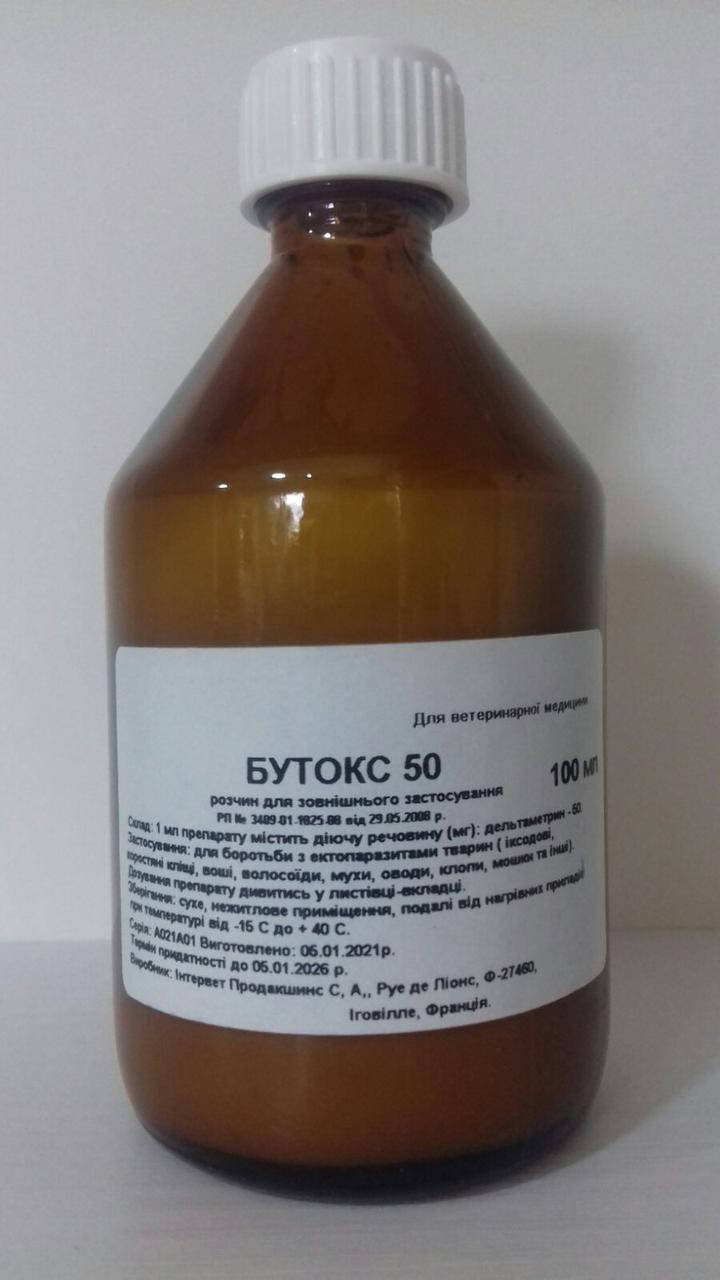 Для ветеринарної медицини
БУТОКС 50
100 мл
розчин для зовнішнього застосування
РП № 3489-01-1825-08 від 29.05.2008 р.
Склад: 1 мл препарату містить діючу речовину (мг): дельтаметрин -50.
Застосування: для боротьби з ектопаразитами тварин ( іксодові,
коростяні кліщі, воші, волосоїди, мухи, оводи, клопи, мошки та інші).
Дозування препарату дивитись у листівці-вкладці.
Зберігання: сухе, нежитлове приміщення, подалі від нагрівних приладів
при температурі від -15 С до + 40 С.
Серія: A021A01 Виготовлено: 05.01.2021р.
Термін придатності до 05.01.2026 р.
Виробник: Інтервет Продакшинс С, А,, Руе де Ліонс, Ф-27460,
Іговілле, Франція.